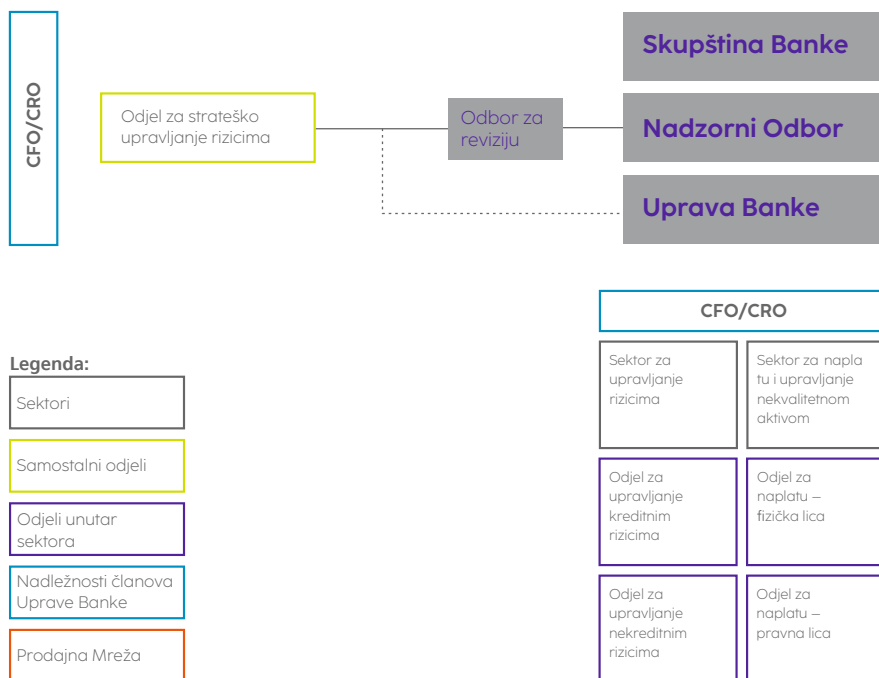 CFO/CRO
Odjel za strateško
upravljanje rizicima
Odbor za
reviziju
Skupština Banke
Nadzorni Odbor
Uprava Banke
Legenda:
Sektori
Samostalni odjeli
Odjeli unutar
sektora
Nadležnosti članova
Uprave Banke
Prodajna Mreža
CFO/CRO
Sektor za
upravljanje
rizicima
Sektor za napla
tu i upravljanje
nekvalitetnom
aktivom
Odjel za
upravljanje
kreditnim
rizicima
Odjel za
naplatu –
fizička lica
Odjel za
upravljanje
nekreditnim
rizicima
Odjel za
naplatu –
pravna lica